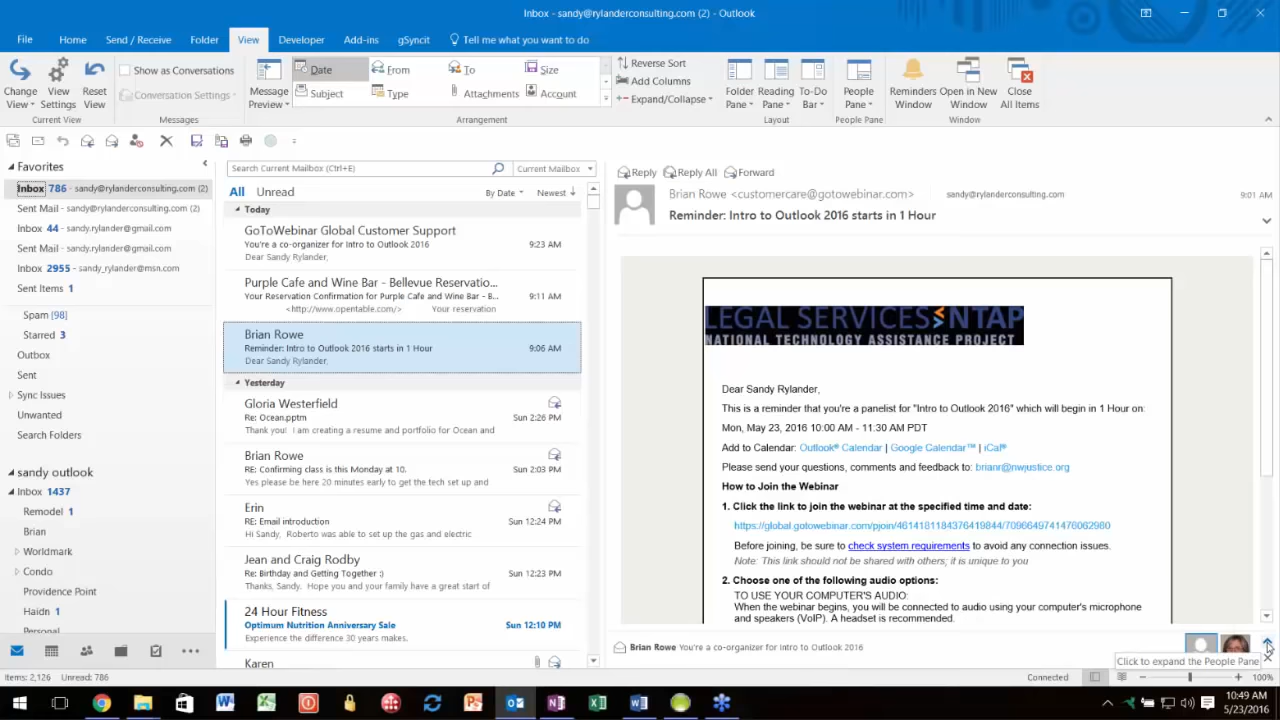 Inbox - sandy@rylanderconsulting.com (2) - Outlook
File Home Send / Receive Folder View Developer Add-ins gSyncit Tell me what you want to do
Change View
View Settings
Reset View
Current View
Show as Conversations
Conversation Settings
Messages
Message Preview
Date From To Size
Subject Type Attachments Account
Arrangement
Reverse Sort
Add Columns
Expand/Collapse
Folder Pane
Reading Pane
To-Do Bar
Layout
People Pane
People Pane
Reminders Window
Open in New Window
Close All Items
Window
Favorites
Inbox 786 - sandy@rylanderconsulting.com (2)
Sent Mail - sandy@rylanderconsulting.com (2)
Inbox 44 - sandy.rylander@gmail.com
Sent Mail - sandy.rylander@gmail.com
Inbox 2955 - sandy_rylander@msn.com
Sent Items 1
Spam [98]
Starred 3
Outbox
Sent
Sync Issues
Unwanted
Search Folders
sandy outlook
Inbox 1437
Remodel 1
Brian
Worldmark
Condo
Providence Point
Haidn 1
Personal
Search Current Mailbox (Ctrl+E) Current Mailbox
All Unread By Date Newest
Today
GoToWebinar Global Customer Support
You're a co-organizer for Intro to Outlook 2016 9:23 AM
Dear Sandy Rylander,
Purple Cafe and Wine Bar - Bellevue Reservatio...
Your Reservation Confirmation for Purple Cafe and Wine Bar - B... 9:11 AM
<http://www.opentable.com/> Your reservation
Brian Rowe
Reminder: Intro to Outlook 2016 starts in 1 Hour 9:06 AM
Dear Sandy Rylander,
Yesterday
Gloria Westerfield
Re: Ocean.pptm Sun 2:26 PM
Thank you! I am creating a resume and portfolio for Ocean and
Brian Rowe
RE: Confirming class is this Monday at 10. Sun 2:03 PM
Yes please be here 20 minutes early to get the tech set up and
Erin
RE: Email introduction Sun 12:24 PM
Hi Sandy, Roberto was able to set up the gas and electric
Jean and Craig Rodby
Re: Birthday and Getting Together :) Sun 12:23 PM
Thanks, Sandy. Hope you and your family have a great start of
24 Hour Fitness
Optimum Nutrition Anniversary Sale Sun 12:10 PM
Experience the difference 30 years makes.
Karen
Reply Reply All Forward
Brian Rowe <customercare@gotowebinar.com> sandy@rylanderconsulting.com 9:01 AM
Reminder: Intro to Outlook 2016 starts in 1 Hour
LEGAL SERVICES NTAP
NATIONAL TECHNOLOGY ASSISTANCE PROJECT
Dear Sandy Rylander,
This is a reminder that you're a panelist for "Intro to Outlook 2016" which will begin in 1 Hour on:
Mon, May 23, 2016 10:00 AM - 11:30 AM PDT
Add to Calendar: Outlook® Calendar | Google Calendar™ | iCal®
Please send your questions, comments and feedback to: brianr@nwjustice.org
How to Join the Webinar
1. Click the link to join the webinar at the specified time and date:
https://global.gotowebinar.com/pjoin/4614181184376419844/7096649741476062980
Before joining, be sure to check system requirements to avoid any connection issues.
Note: This link should not be shared with others; it is unique to you
2. Choose one of the following audio options:
TO USE YOUR COMPUTER'S AUDIO:
When the webinar begins, you will be connected to audio using your computer's microphone
and speakers (VoIP). A headset is recommended.
Brian Rowe You're a co-organizer for Intro to Outlook 2016
Click to expand the People Pane
Items: 2,126 Unread: 786 Connected 100%
10:49 AM
5/23/2016